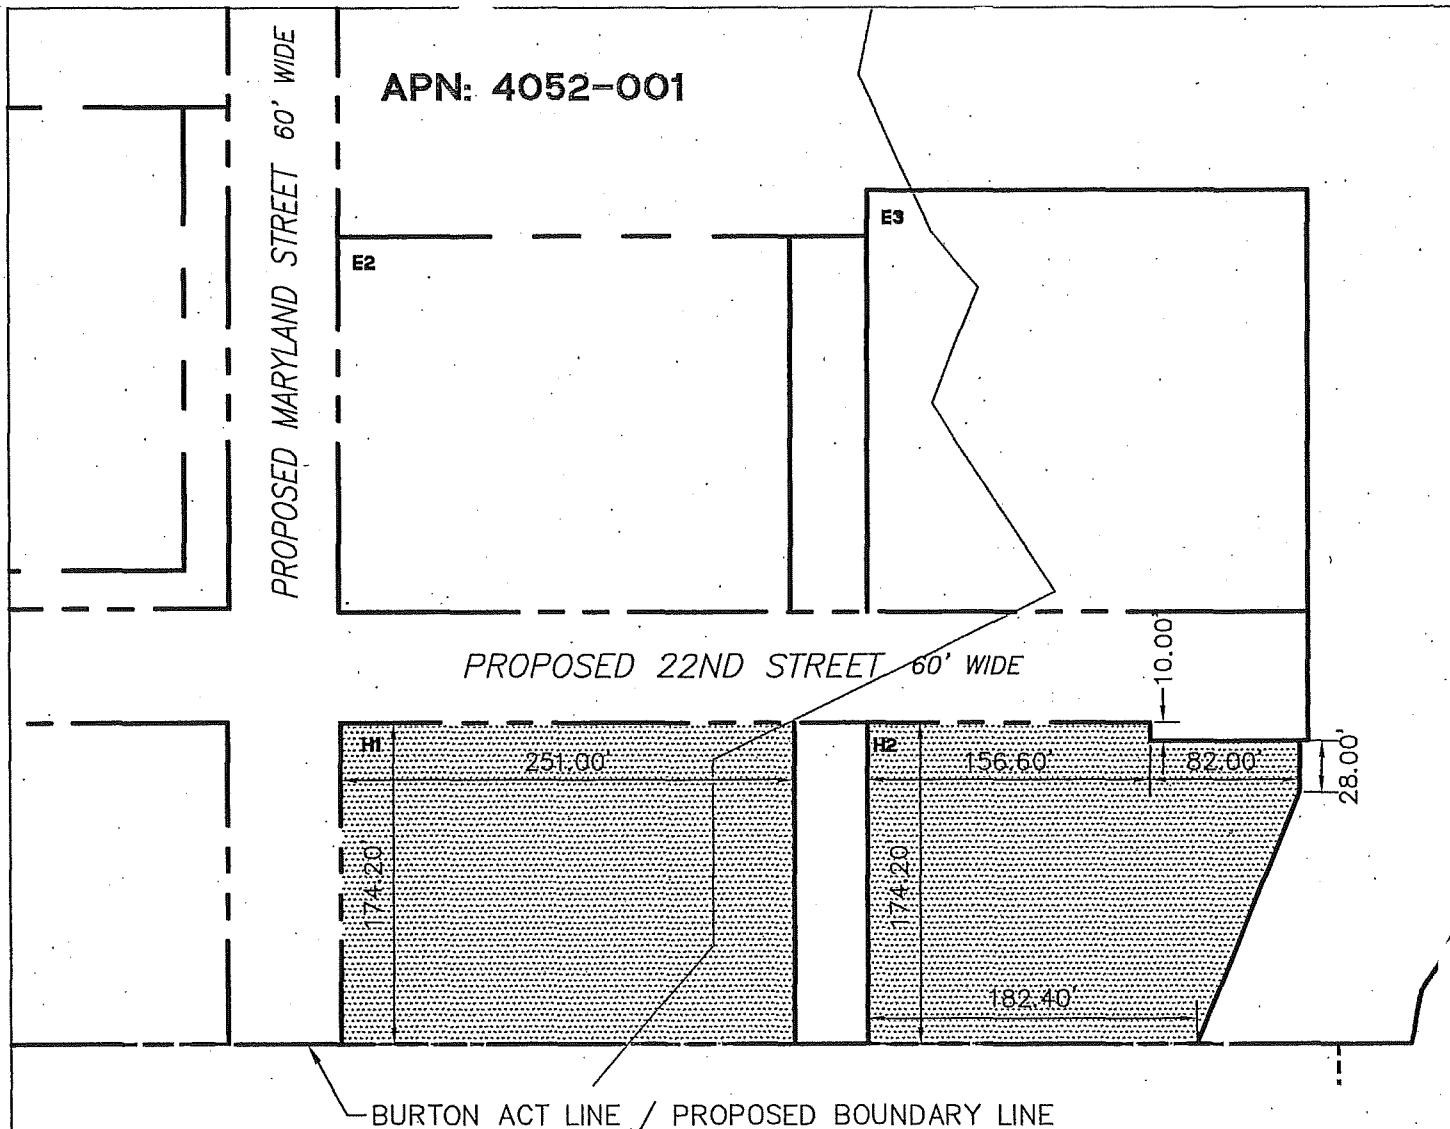 APN: 4052-001
PROPOSED MARYLAND STREET 60' WIDE
E2
E3
PROPOSED 22ND STREET 60' WIDE
10.00'
H1
251.00'
174.20'
H2
156.60'
82.00'
28.00'
174.20'
182.40'
BURTON ACT LINE / PROPOSED BOUNDARY LINE